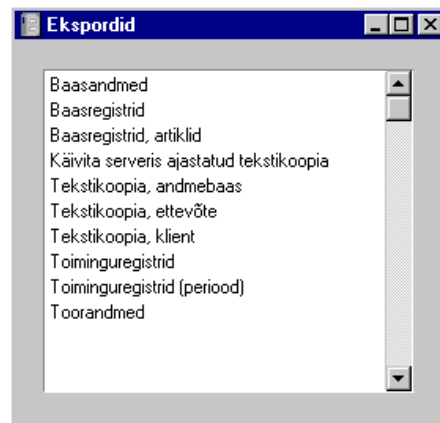 Ekspordid
Baasandmed
Baasregistrid
Baasregistrid, artiklid
Käivita serveris ajastatud tekstikoopia
Tekstikoopia, andmebaas
Tekstikoopia, ettevõte
Tekstikoopia, klient
Toiminguregistrid
Toiminguregistrid (periood)
Toorandmed